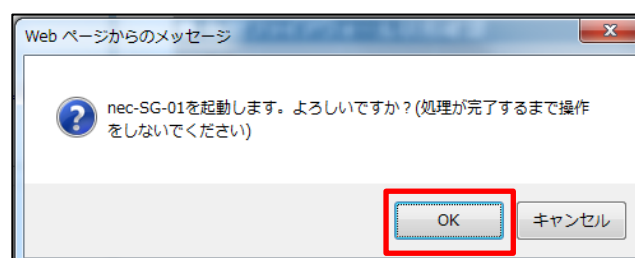 Web ページからのメッセージ
nec-SG-01を起動します。よろしいですか？(処理が完了するまで操作
をしないでください)
OK
キャンセル